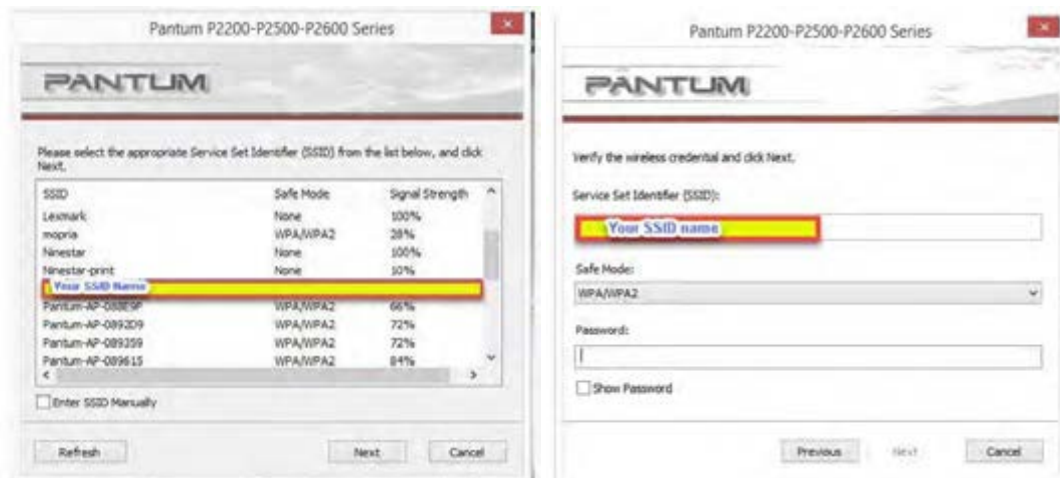 Pantum P2200-P2500-P2600 Series
PANTUM
Please select the appropriate Service Set Identifier (SSID) from the list below, and click
Next.
SSID Safe Mode Signal Strength
Lexmark None 100%
mopria WPA/WPA2 28%
Ninestar None 100%
Ninestar-print None 10%
Your SSID Name
Pantum-AP-088E9F WPA/WPA2 66%
Pantum-AP-0892D9 WPA/WPA2 72%
Pantum-AP-089259 WPA/WPA2 72%
Pantum-AP-089615 WPA/WPA2 84%
Enter SSID Manually
Refresh Next Cancel
Pantum P2200-P2500-P2600 Series
PANTUM
Verify the wireless credential and click Next.
Service Set Identifier (SSID):
Your SSID name
Safe Mode:
WPA/WPA2
Password:
Show Password
Previous Next Cancel